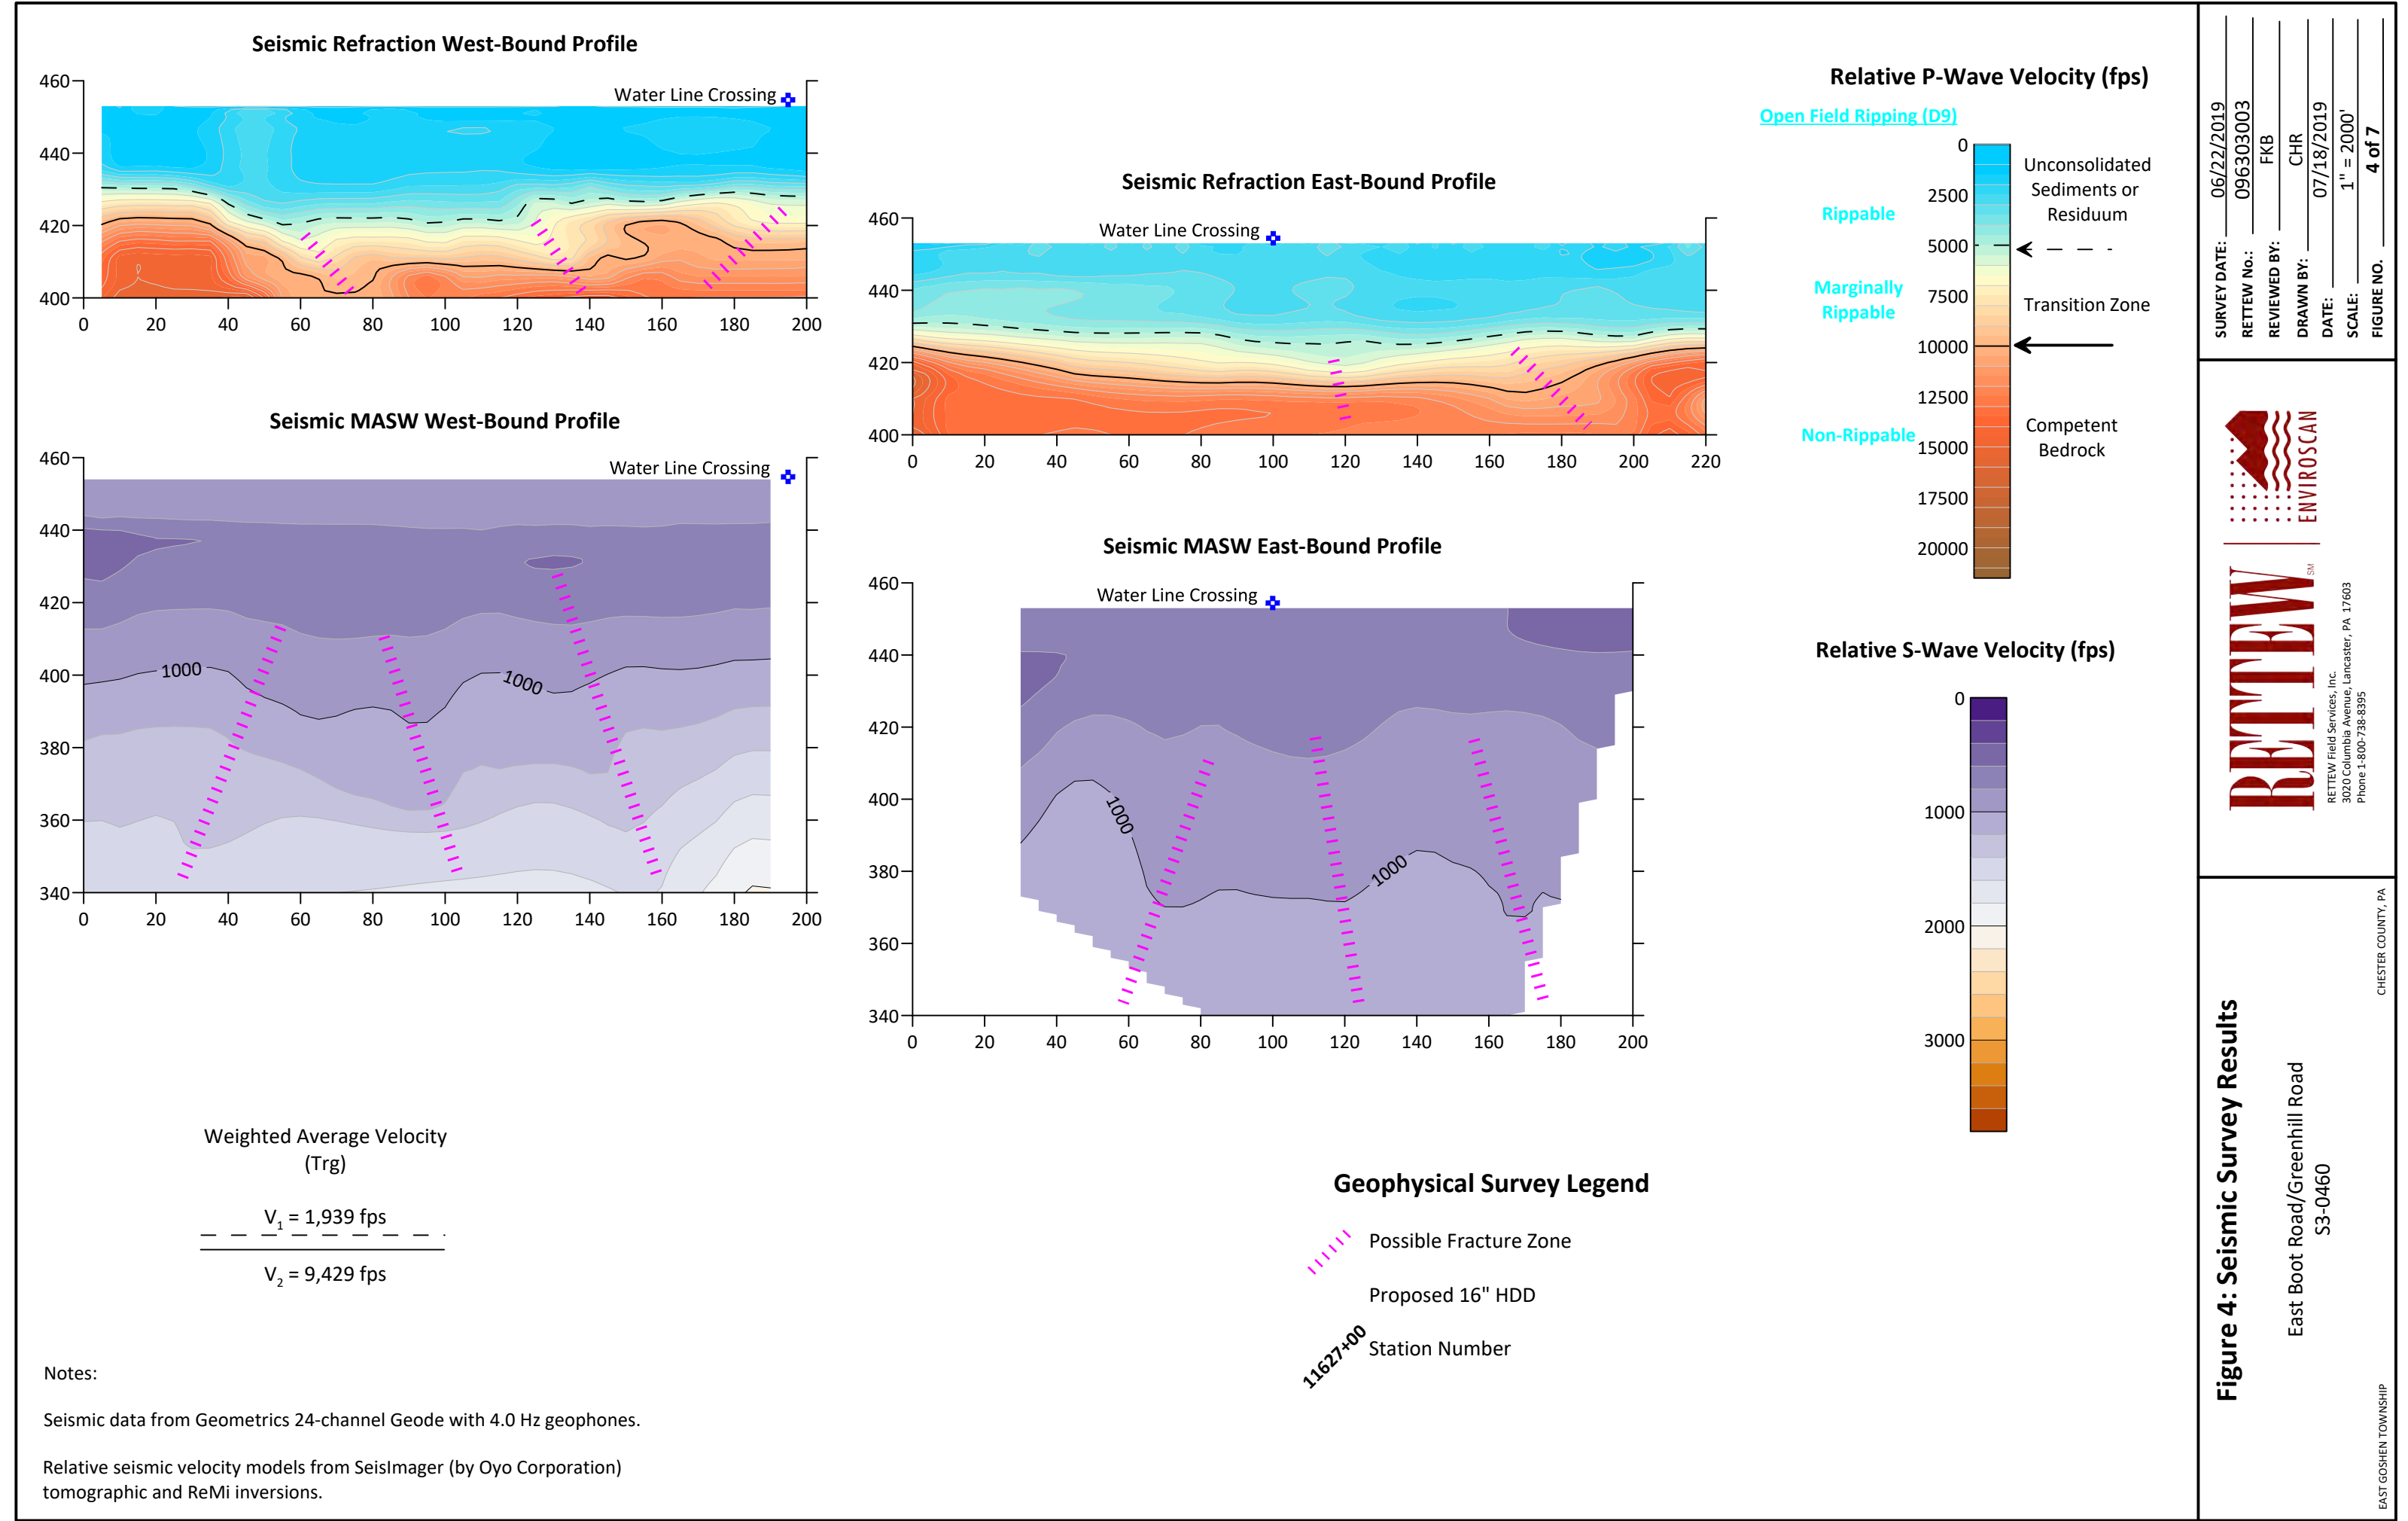 Seismic Refraction West-Bound Profile
Water Line Crossing
460
440
420
400
0 20 40 60 80 100 120 140 160 180 200
Seismic MASW West-Bound Profile
Water Line Crossing
460
440
420
400
380
360
340
1000
1000
0 20 40 60 80 100 120 140 160 180 200
Seismic Refraction East-Bound Profile
Water Line Crossing
460
440
420
400
0 20 40 60 80 100 120 140 160 180 200 220
Seismic MASW East-Bound Profile
Water Line Crossing
460
440
420
400
380
360
340
1000
1000
0 20 40 60 80 100 120 140 160 180 200
Relative P-Wave Velocity (fps)
Open Field Ripping (D9)
Rippable
Marginally
Rippable
Non-Rippable
0
2500
5000
7500
10000
12500
15000
17500
20000
Unconsolidated
Sediments or
Residuum
Transition Zone
Competent
Bedrock
Relative S-Wave Velocity (fps)
0
1000
2000
3000
Weighted Average Velocity
(Trg)
V1 = 1,939 fps
V2 = 9,429 fps
Geophysical Survey Legend
Possible Fracture Zone
Proposed 16" HDD
11627+00 Station Number
Notes:
Seismic data from Geometrics 24-channel Geode with 4.0 Hz geophones.
Relative seismic velocity models from SeisImager (by Oyo Corporation)
tomographic and ReMi inversions.
SURVEY DATE: 06/22/2019
RETTEW No.: 096303003
REVIEWED BY: FKB
DRAWN BY: CHR
DATE: 07/18/2019
SCALE: 1" = 2000'
FIGURE NO. 4 of 7
RETTEW SM
ENVIROSCAN
RETTEW Field Services, Inc.
3020 Columbia Avenue, Lancaster, PA 17603
Phone 1-800-738-8395
Figure 4: Seismic Survey Results
East Boot Road/Greenhill Road
S3-0460
EAST GOSHEN TOWNSHIP
CHESTER COUNTY, PA